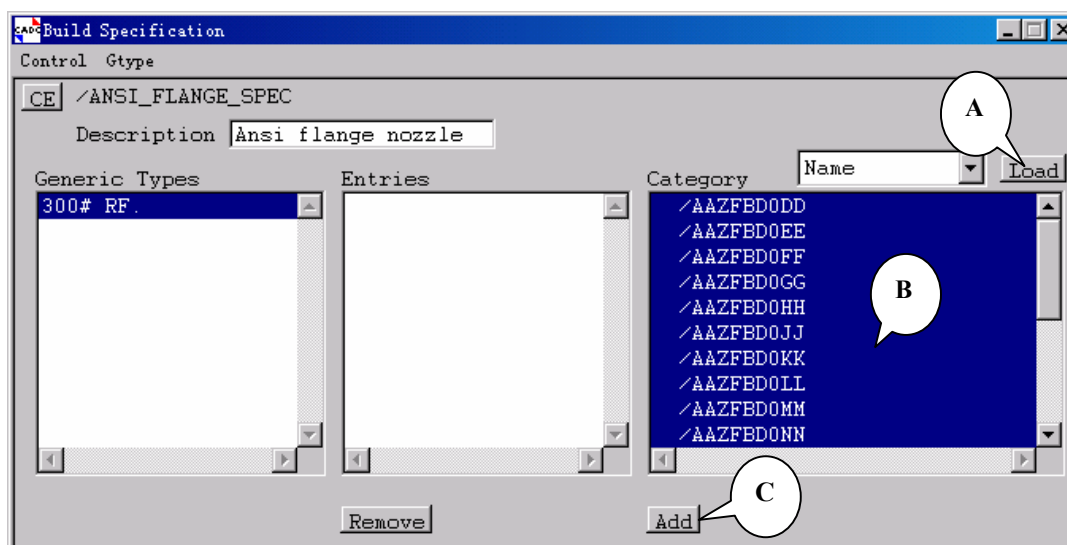 CADC Build Specification
Control Gtype
CE /ANSI_FLANGE_SPEC
A
Description Ansi flange nozzle
Name Load
Generic Types Entries Category
300# RF.
/AAZFBD0DD
/AAZFBD0EE
/AAZFBD0FF
/AAZFBD0GG
/AAZFBD0HH
/AAZFBD0JJ
/AAZFBD0KK
/AAZFBD0LL
/AAZFBD0MM
/AAZFBD0NN
B
C
Remove Add